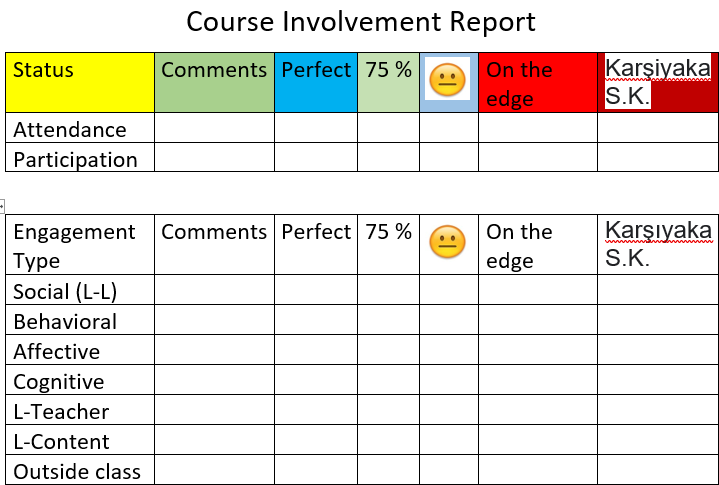 Course Involvement Report
Status Comments Perfect 75 % 😐 On the edge Karşiyaka S.K.
Attendance
Participation
Engagement Type Comments Perfect 75 % 😐 On the edge Karşıyaka S.K.
Social (L-L)
Behavioral
Affective
Cognitive
L-Teacher
L-Content
Outside class